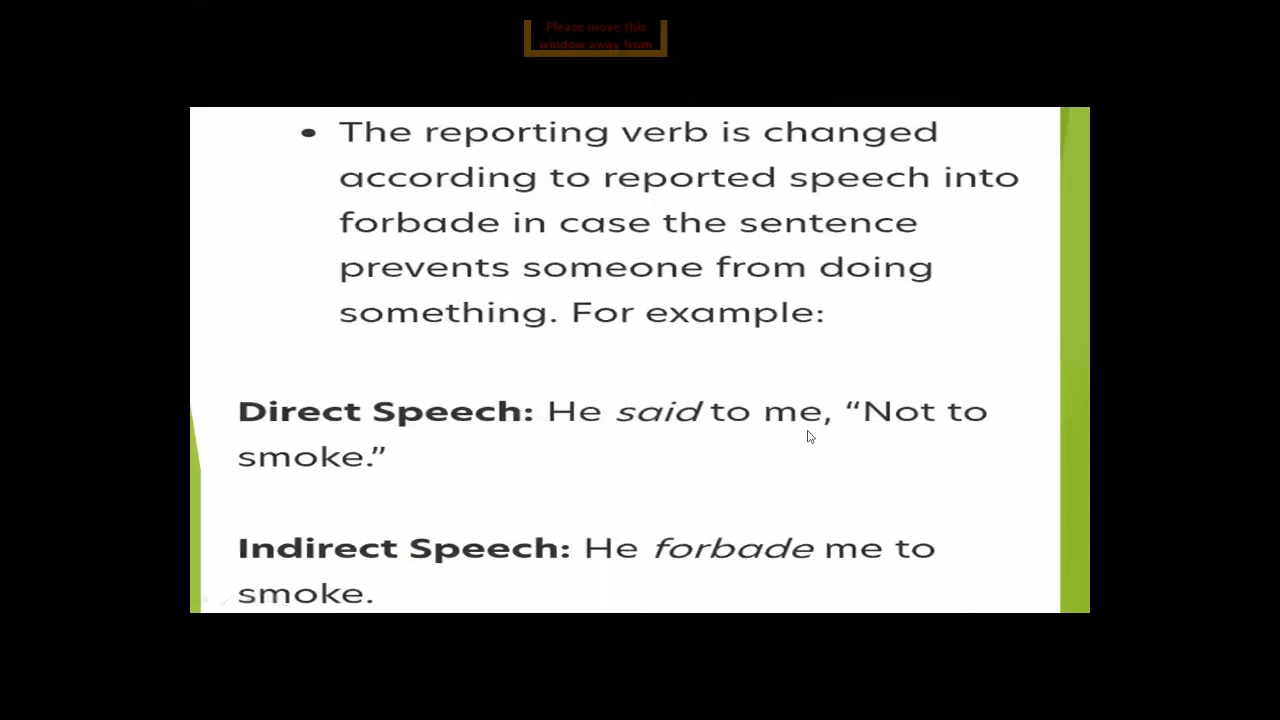 Please move this
window away from
• The reporting verb is changed
according to reported speech into
forbade in case the sentence
prevents someone from doing
something. For example:
Direct Speech: He said to me, “Not to
smoke.”
Indirect Speech: He forbade me to
smoke.